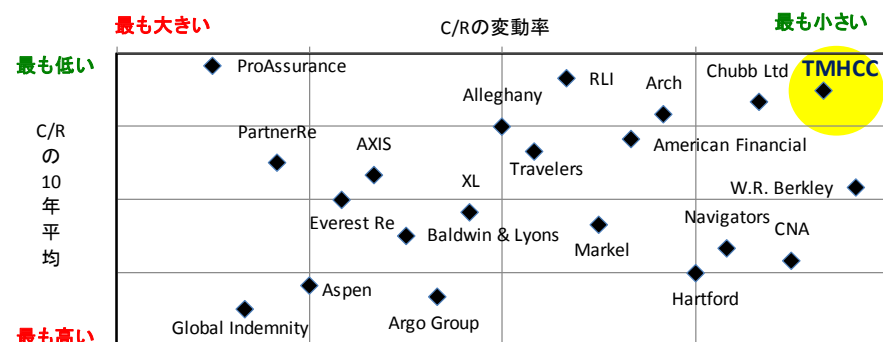 最も大きい
C/Rの変動率
最も小さい
最も低い
ProAssurance
RLI
Arch
Chubb Ltd
TMHCC
Alleghany
C/R
の
10
年
平
均
PartnerRe
AXIS
Travelers
American Financial
XL
W.R. Berkley
Everest Re
Baldwin & Lyons
Markel
Navigators
CNA
Aspen
Argo Group
Hartford
Global Indemnity
最も高い